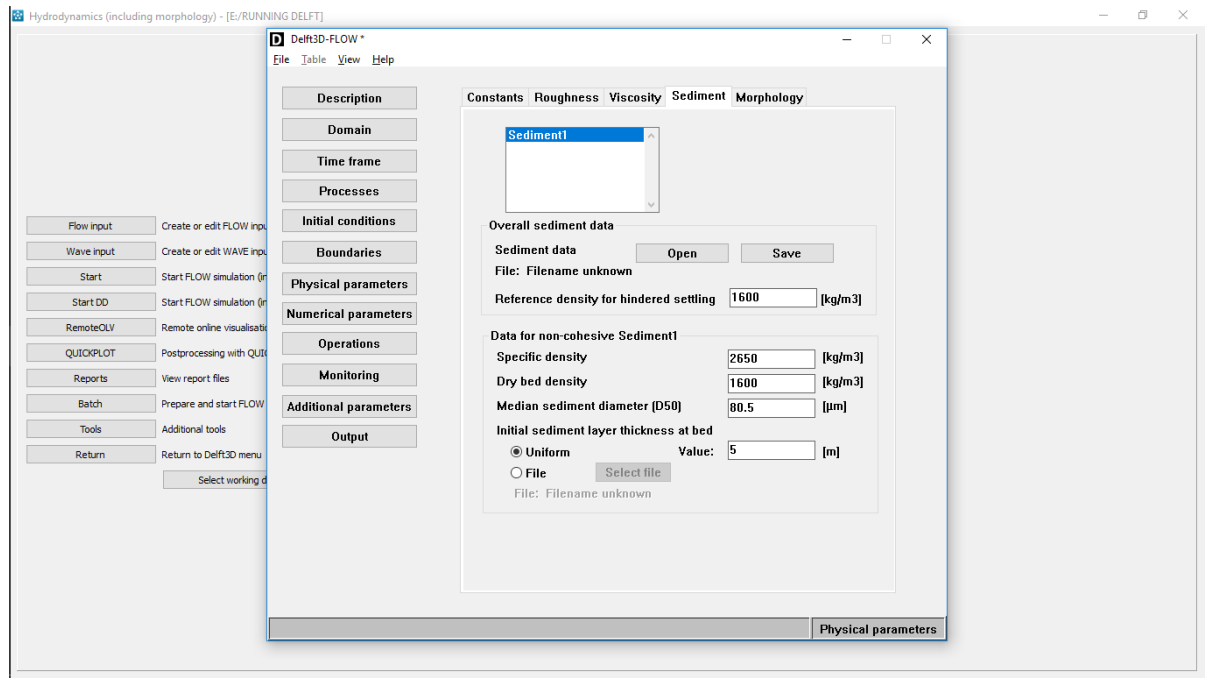 Hydrodynamics (including morphology) - [E:/RUNNING DELFT]
Delft3D-FLOW *
File Table View Help
Description
Domain
Time frame
Processes
Initial conditions
Boundaries
Physical parameters
Numerical parameters
Operations
Monitoring
Additional parameters
Output
Constants Roughness Viscosity Sediment Morphology
Sediment1
Overall sediment data
Sediment data Open Save
File: Filename unknown
Reference density for hindered settling 1600 [kg/m3]
Data for non-cohesive Sediment1
Specific density 2650 [kg/m3]
Dry bed density 1600 [kg/m3]
Median sediment diameter (D50) 80.5 [µm]
Initial sediment layer thickness at bed
Uniform Value: 5 [m]
File Select file
File: Filename unknown
Physical parameters
Flow input Create or edit FLOW inpu
Wave input Create or edit WAVE inpu
Start Start FLOW simulation (in
Start DD Start FLOW simulation (in
RemoteOLV Remote online visualisatio
QUICKPLOT Postprocessing with QUIC
Reports View report files
Batch Prepare and start FLOW
Tools Additional tools
Return Return to Delft3D menu
Select working d